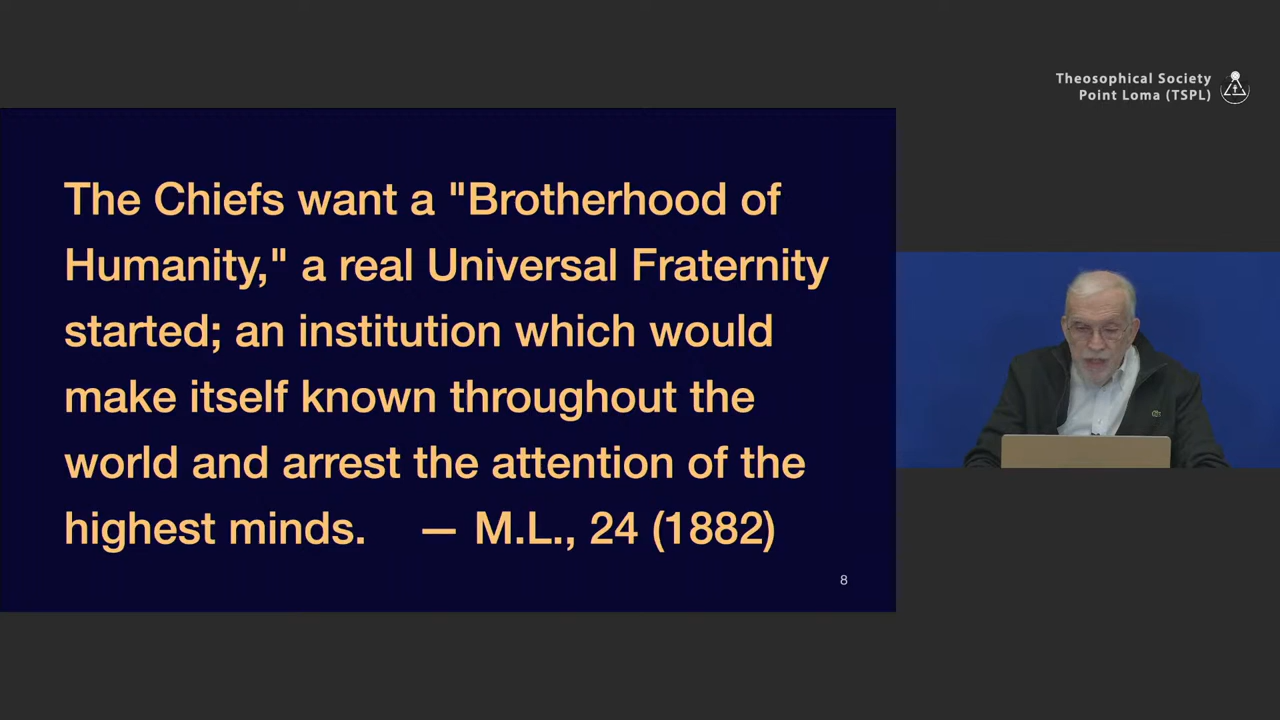 Theosophical Society
Point Loma (TSPL)
The Chiefs want a "Brotherhood of
Humanity," a real Universal Fraternity
started; an institution which would
make itself known throughout the
world and arrest the attention of the
highest minds. — M.L., 24 (1882)
8